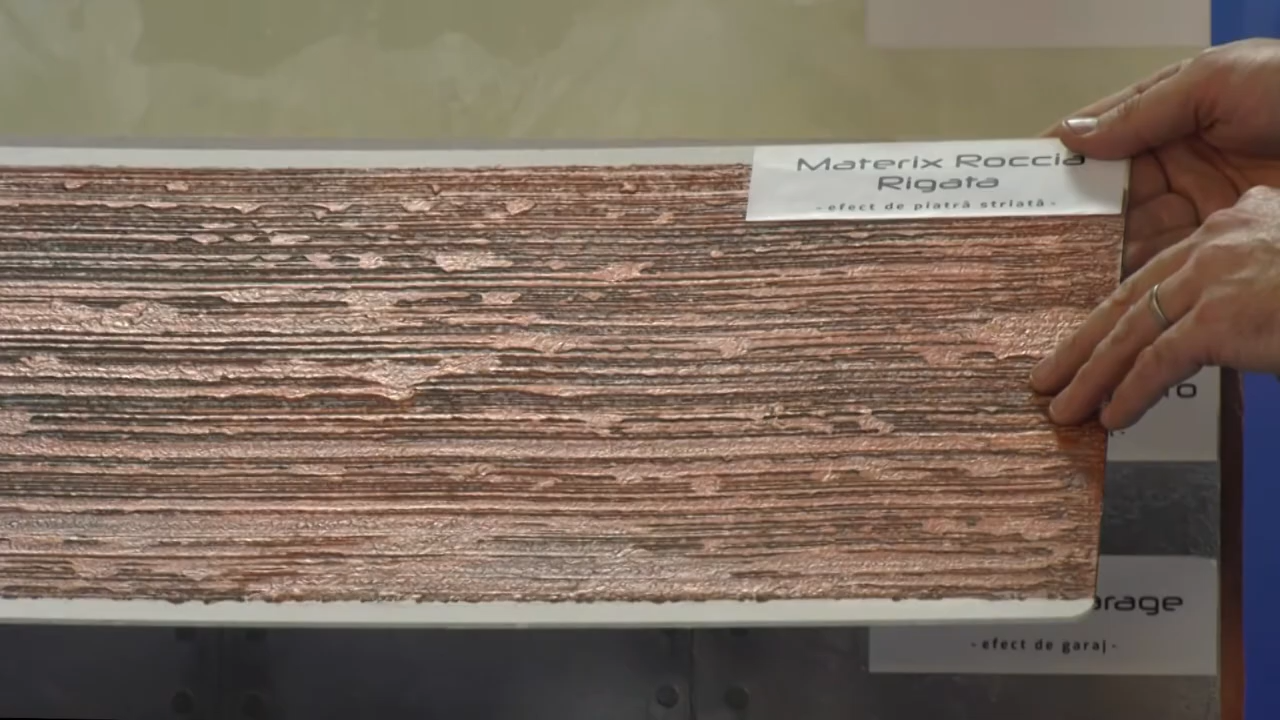 Materix Roccia
Rigata
- efect de piatră striată -
arage
- efect de garaj -